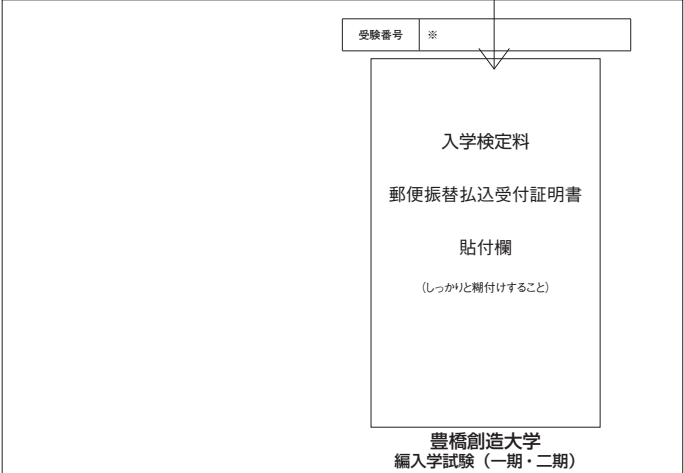 受験番号 ※
入学検定料
郵便振替払込受付証明書
貼付欄
(しっかりと糊付けすること)
豊橋創造大学
編入学試験（一期・二期）